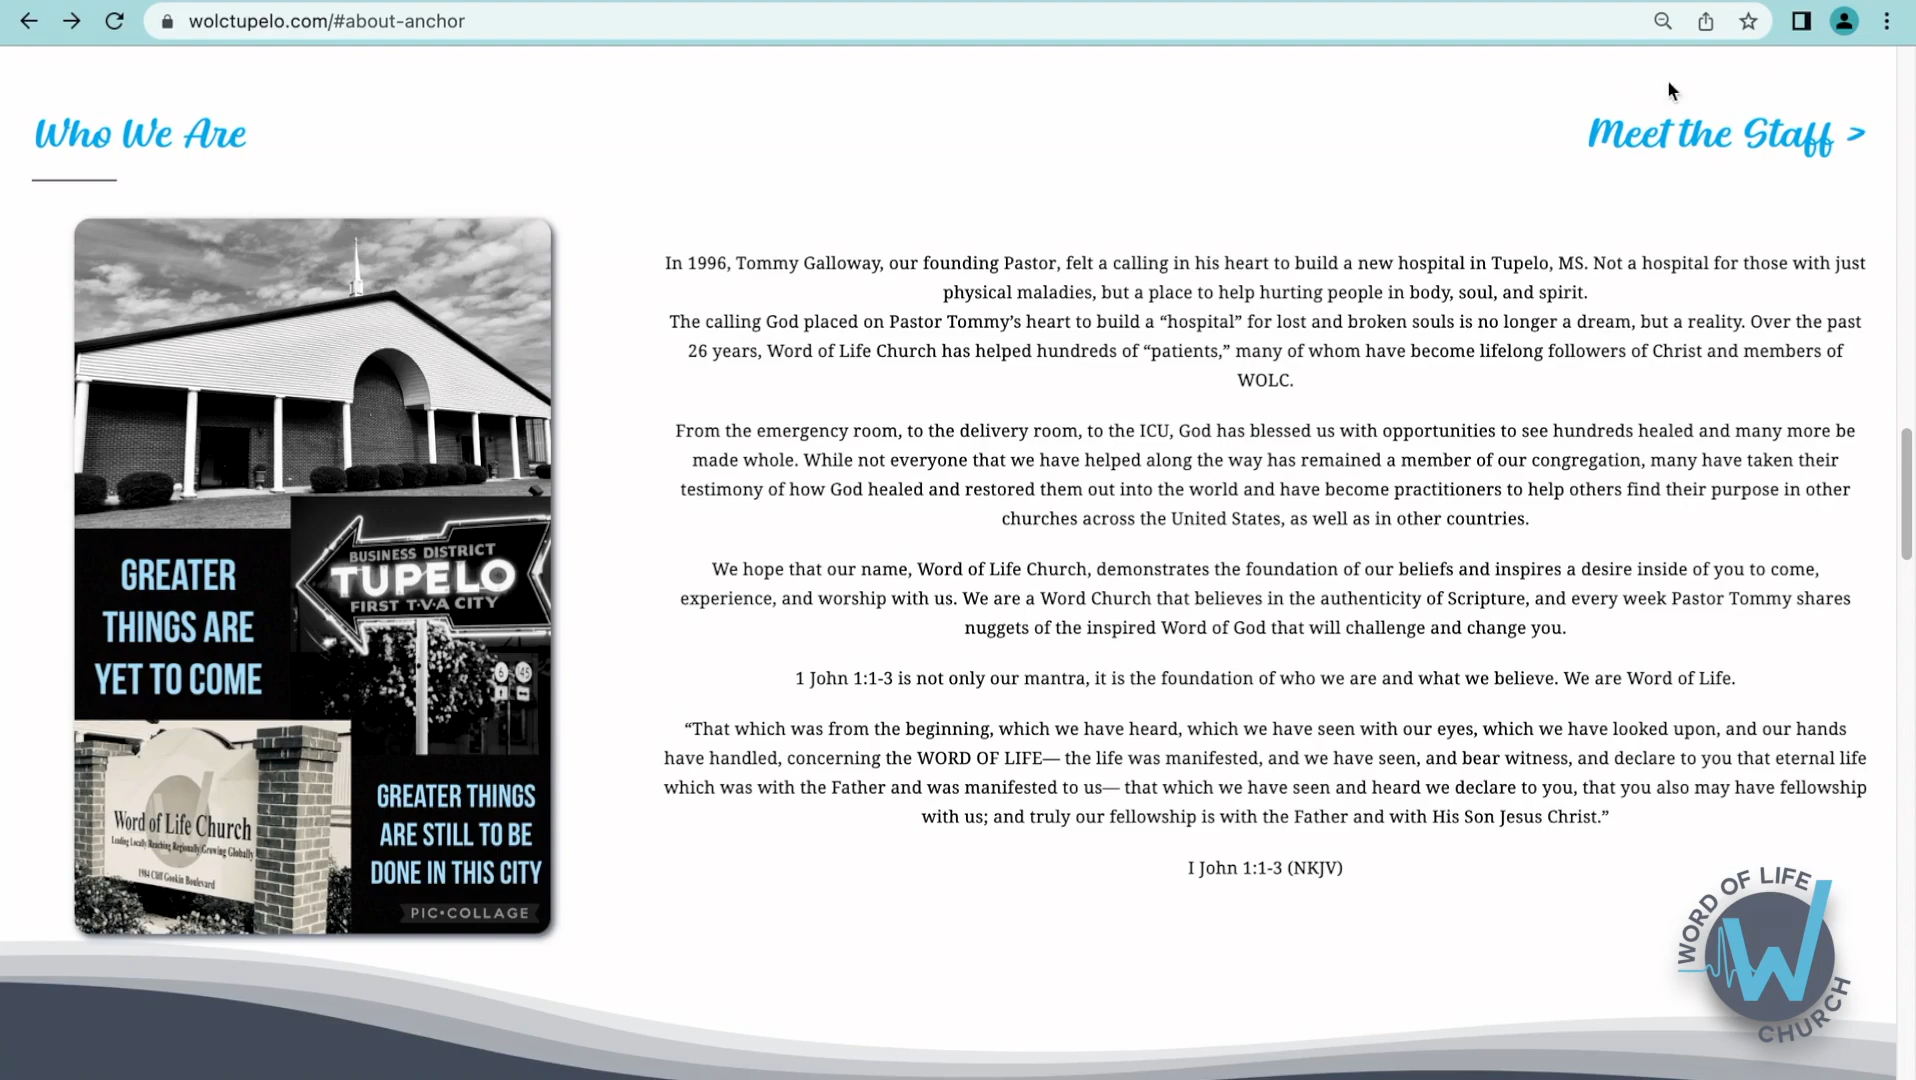 wolctupelo.com/#about-anchor
Who We Are
Meet the Staff >
In 1996, Tommy Galloway, our founding Pastor, felt a calling in his heart to build a new hospital in Tupelo, MS. Not a hospital for those with just
physical maladies, but a place to help hurting people in body, soul, and spirit.
The calling God placed on Pastor Tommy’s heart to build a “hospital” for lost and broken souls is no longer a dream, but a reality. Over the past
26 years, Word of Life Church has helped hundreds of “patients,” many of whom have become lifelong followers of Christ and members of
WOLC.
From the emergency room, to the delivery room, to the ICU, God has blessed us with opportunities to see hundreds healed and many more be
made whole. While not everyone that we have helped along the way has remained a member of our congregation, many have taken their
testimony of how God healed and restored them out into the world and have become practitioners to help others find their purpose in other
churches across the United States, as well as in other countries.
We hope that our name, Word of Life Church, demonstrates the foundation of our beliefs and inspires a desire inside of you to come,
experience, and worship with us. We are a Word Church that believes in the authenticity of Scripture, and every week Pastor Tommy shares
nuggets of the inspired Word of God that will challenge and change you.
1 John 1:1-3 is not only our mantra, it is the foundation of who we are and what we believe. We are Word of Life.
“That which was from the beginning, which we have heard, which we have seen with our eyes, which we have looked upon, and our hands
have handled, concerning the WORD OF LIFE— the life was manifested, and we have seen, and bear witness, and declare to you that eternal life
which was with the Father and was manifested to us— that which we have seen and heard we declare to you, that you also may have fellowship
with us; and truly our fellowship is with the Father and with His Son Jesus Christ.”
I John 1:1-3 (NKJV)
BUSINESS DISTRICT
TUPELO
FIRST T·V·A CITY
6 45
GREATER
THINGS ARE
YET TO COME
Word of Life Church
Leading Locally Reaching Regionally Growing Globally
1984 Cliff Gookin Boulevard
GREATER THINGS
ARE STILL TO BE
DONE IN THIS CITY
PIC•COLLAGE
WORD OF LIFE
W
CHURCH